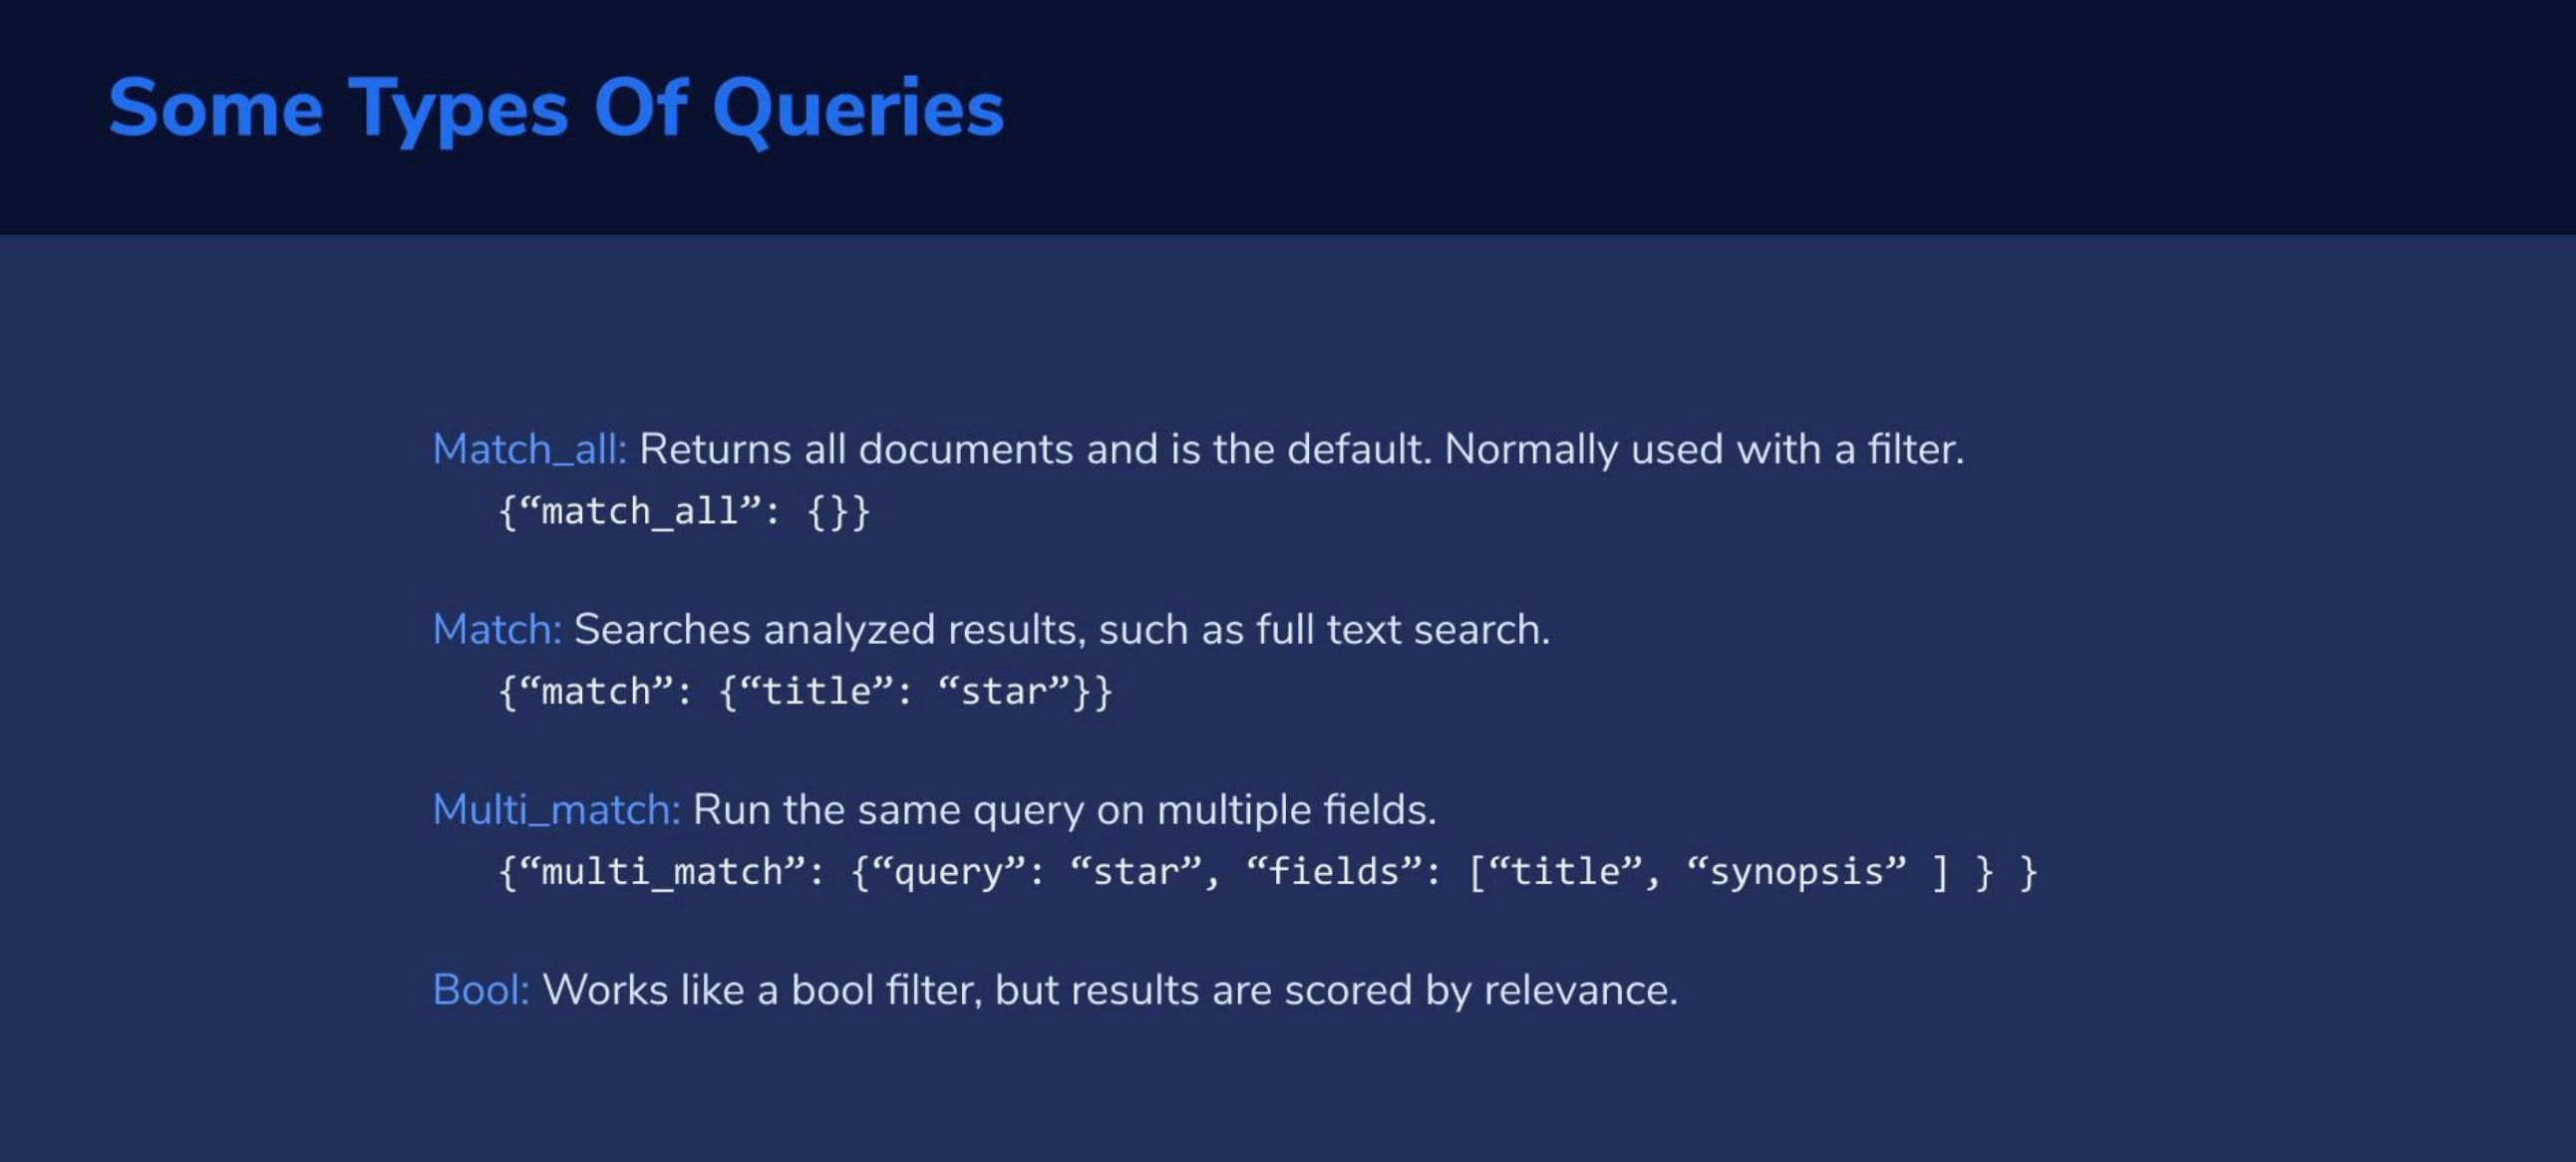 Some Types Of Queries
Match_all: Returns all documents and is the default. Normally used with a filter.
{“match_all”: {}}
Match: Searches analyzed results, such as full text search.
{“match”: {“title”: “star”}}
Multi_match: Run the same query on multiple fields.
{“multi_match”: {“query”: “star”, “fields”: [“title”, “synopsis” ] } }
Bool: Works like a bool filter, but results are scored by relevance.